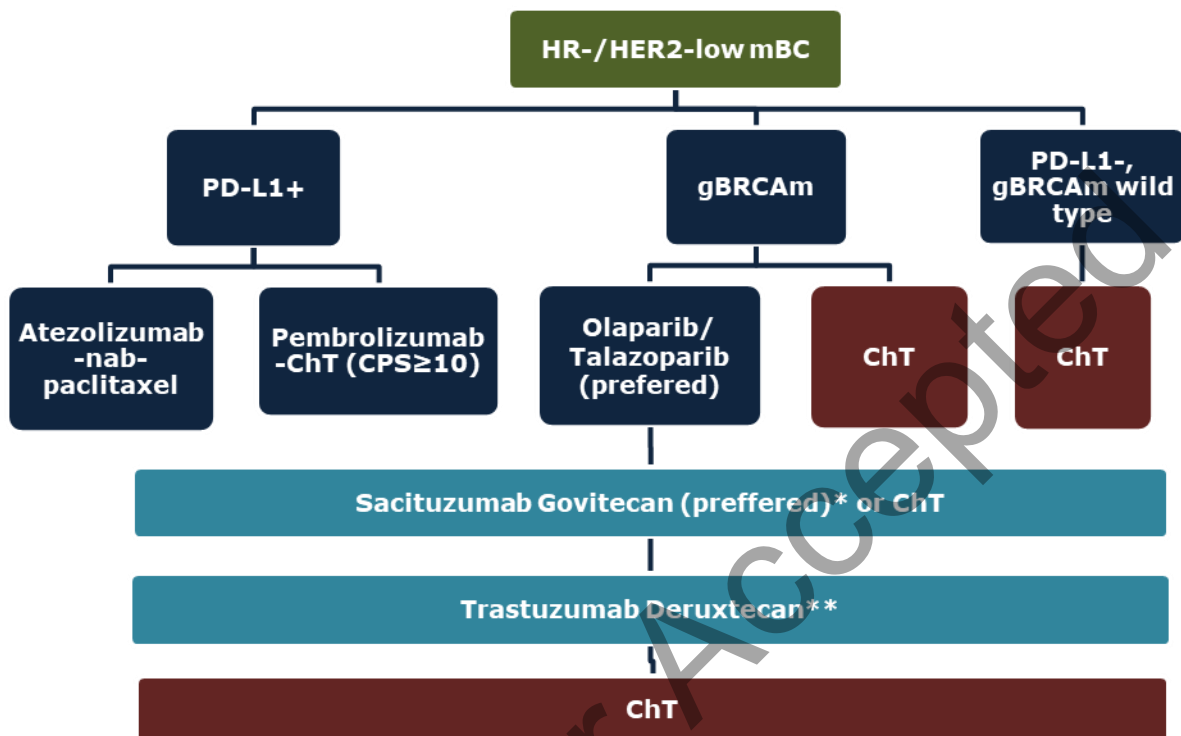 HR-/HER2-low mBC
PD-L1+
gBRCAm
PD-L1-,
gBRCAm wild
type
Atezolizumab
-nab-
paclitaxel
Pembrolizumab
-ChT (CPS≥10)
Olaparib/
Talazoparib
(prefered)
ChT
ChT
Sacituzumab Govitecan (preffered)* or ChT
Trastuzumab Deruxtecan**
ChT
Accepted